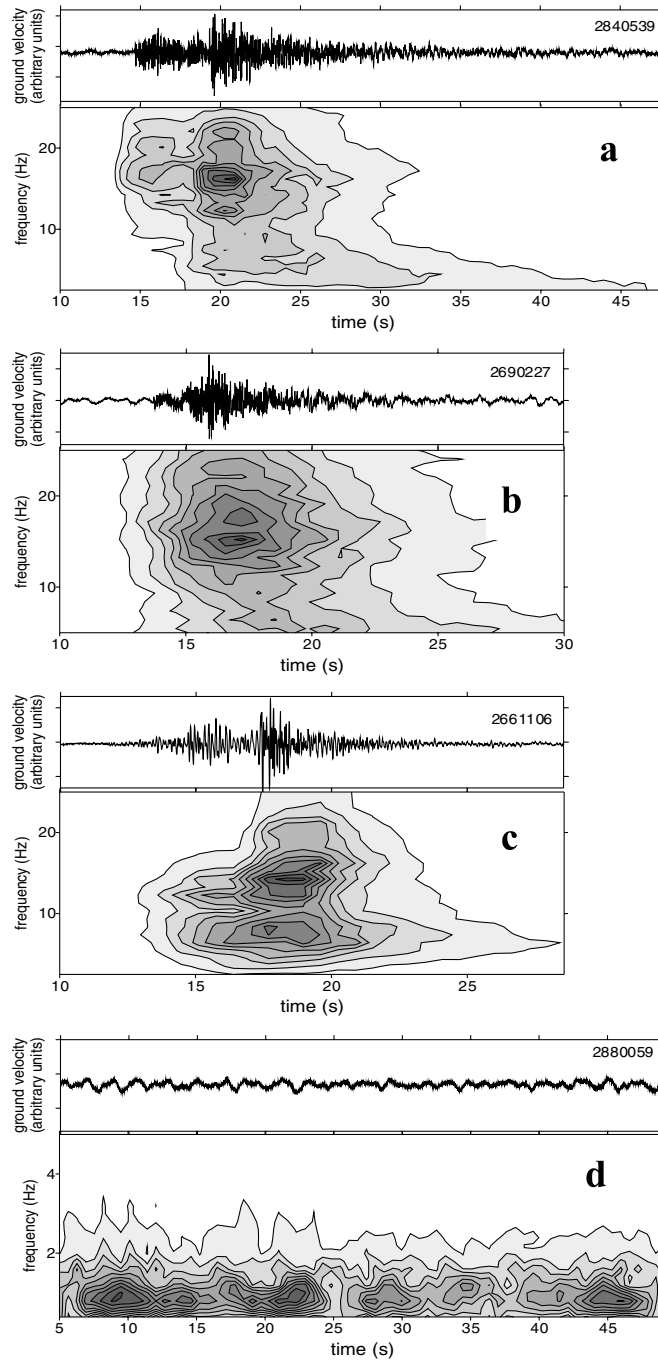 ground velocity
(arbitrary units)
2840539
frequency (Hz)
20
10
a
10 15 20 25 30 35 40 45
time (s)
ground velocity
(arbitrary units)
2690227
frequency (Hz)
20
10
b
10 15 20 25 30
time (s)
ground velocity
(arbitrary units)
2661106
frequency (Hz)
20
10
c
10 15 20 25
time (s)
ground velocity
(arbitrary units)
2880059
frequency (Hz)
4
2
d
5 10 15 20 25 30 35 40 45
time (s)